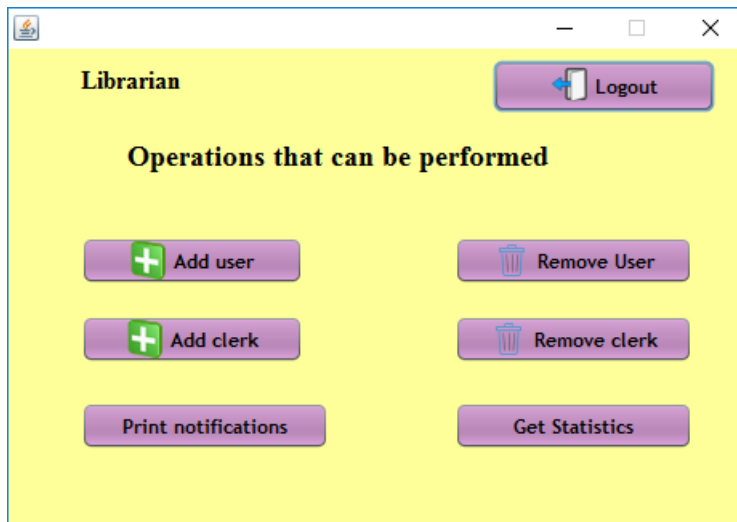 Librarian
Logout
Operations that can be performed
Add user
Remove User
Add clerk
Remove clerk
Print notifications
Get Statistics